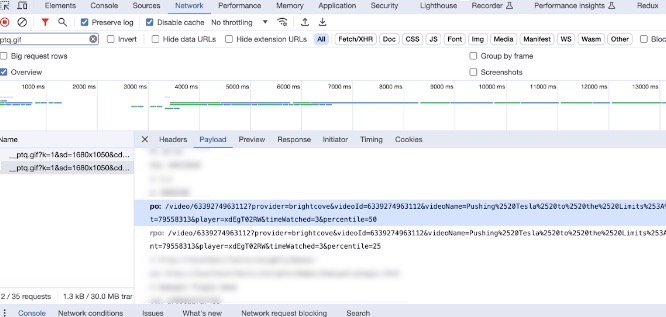 Elements Console Sources Network Performance Memory Application Security Lighthouse Recorder Performance insights Redux
Preserve log Disable cache No throttling
ptq.gif Invert Hide data URLs Hide extension URLs All Fetch/XHR Doc CSS JS Font Img Media Manifest WS Wasm Other Bloc
Big request rows Group by frame
Overview Screenshots
1000 ms 2000 ms 3000 ms 4000 ms 5000 ms 6000 ms 7000 ms 8000 ms 9000 ms 10000 ms 11000 ms 12000 ms 13000 ms
Name Headers Payload Preview Response Initiator Timing Cookies
__ptq.gif?k=1&sd=1680x1050&cd...
__ptq.gif?k=1&sd=1680x1050&cd...
po: /video/6339274963112?provider=brightcove&videoId=6339274963112&videoName=Pushing%2520Tesla%2520to%2520the%2520Limits%253A%
t=79558313&player=xdEgT02RW&timeWatched=3&percentile=50
rpo: /video/6339274963112?provider=brightcove&videoId=6339274963112&videoName=Pushing%2520Tesla%2520to%2520the%2520Limits%253
nt=79558313&player=xdEgT02RW&timeWatched=3&percentile=25
2 / 35 requests 1.3 kB / 30.0 MB tran
Console Network conditions Issues What's new Network request blocking Search